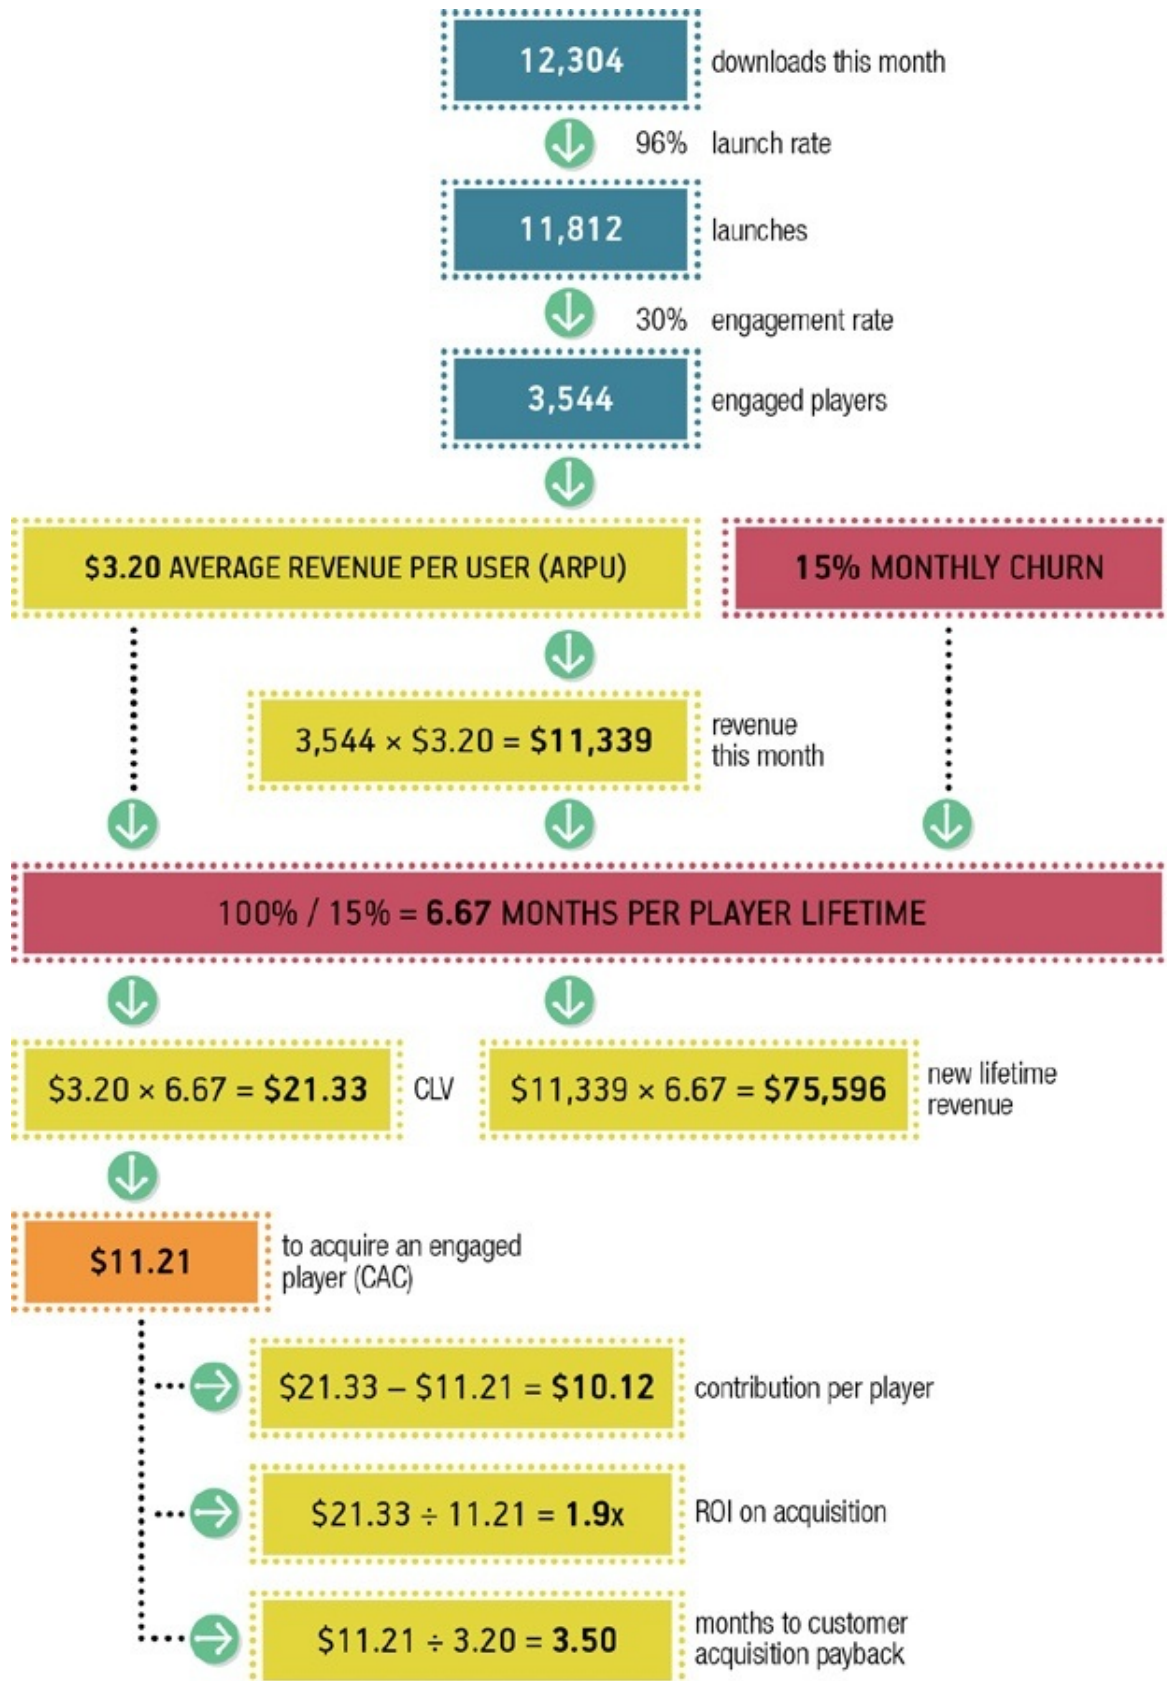 12,304
downloads this month
96%
launch rate
11,812
launches
30%
engagement rate
3,544
engaged players
$3.20 AVERAGE REVENUE PER USER (ARPU)
15% MONTHLY CHURN
3,544 × $3.20 = $11,339
revenue
this month
100% / 15% = 6.67 MONTHS PER PLAYER LIFETIME
$3.20 × 6.67 = $21.33
CLV
$11,339 × 6.67 = $75,596
new lifetime
revenue
$11.21
to acquire an engaged
player (CAC)
$21.33 – $11.21 = $10.12
contribution per player
$21.33 ÷ 11.21 = 1.9x
ROI on acquisition
$11.21 ÷ 3.20 = 3.50
months to customer
acquisition payback